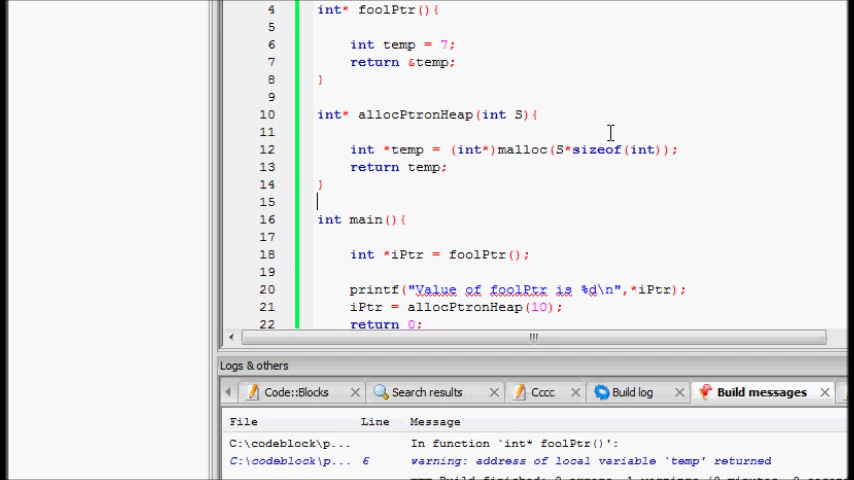 4 int* foolPtr(){
5
6 int temp = 7;
7 return &temp;
8 }
9
10 int* allocPtronHeap(int S){
11
12 int *temp = (int*)malloc(S*sizeof(int));
13 return temp;
14 }
15
16 int main(){
17
18 int *iPtr = foolPtr();
19
20 printf("Value of foolPtr is %d\n",*iPtr);
21 iPtr = allocPtronHeap(10);
22 return 0;
Logs & others
Code::Blocks Search results Cccc Build log Build messages
File Line Message
C:\codeblock\p... In function `int* foolPtr()':
C:\codeblock\p... 6 warning: address of local variable `temp' returned